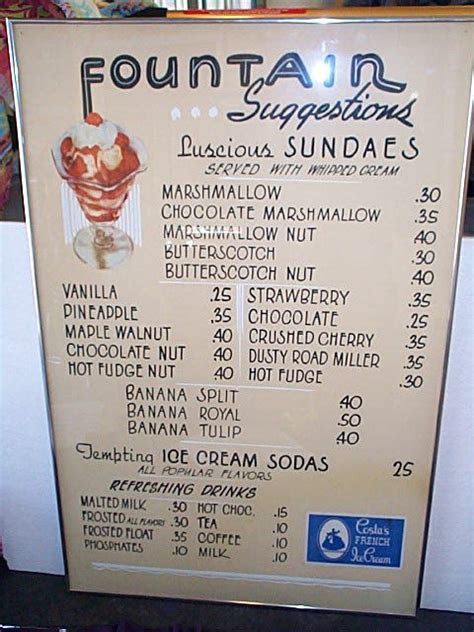 FOUNTAIN
Suggestions
Luscious SUNDAES
SERVED WITH WHIPPED CREAM
MARSHMALLOW .30
CHOCOLATE MARSHMALLOW .35
MARSHMALLOW NUT .40
BUTTERSCOTCH .30
BUTTERSCOTCH NUT .40
VANILLA .25 STRAWBERRY .35
PINEAPPLE .35 CHOCOLATE .25
MAPLE WALNUT .40 CRUSHED CHERRY .35
CHOCOLATE NUT .40 DUSTY ROAD MILLER .35
HOT FUDGE NUT .40 HOT FUDGE .30
BANANA SPLIT .40
BANANA ROYAL .50
BANANA TULIP .40
Tempting ICE CREAM SODAS 25
ALL POPULAR FLAVORS
REFRESHING DRINKS
MALTED MILK .30 HOT CHOC. .15
FROSTED ALL FLAVORS .30 TEA .10
FROSTED FLOAT .35 COFFEE .10
PHOSPHATES .10 MILK .10
Costa's
FRENCH
Ice Cream